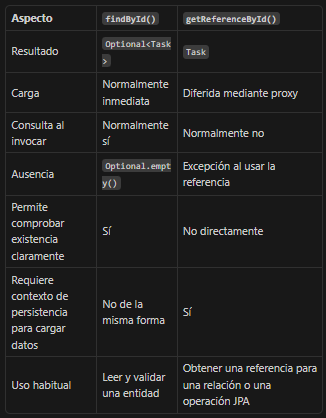 Aspecto findById() getReferenceById()
Resultado Optional<Task
> Task
Carga Normalmente
inmediata Diferida mediante proxy
Consulta al
invocar Normalmente
sí Normalmente no
Ausencia Optional.empt
y() Excepción al usar la
referencia
Permite
comprobar
existencia
claramente Sí No directamente
Requiere
contexto de
persistencia
para cargar
datos No de la
misma forma Sí
Uso habitual Leer y validar
una entidad Obtener una referencia para
una relación o una
operación JPA